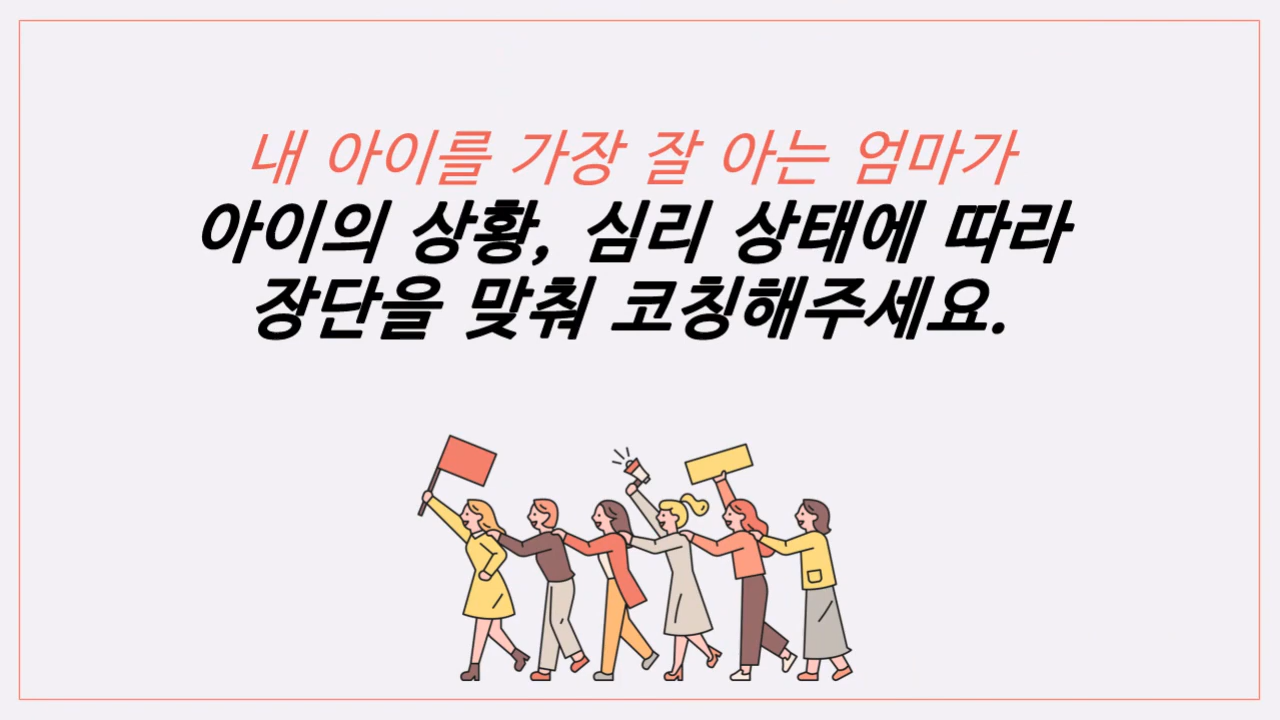 내 아이를 가장 잘 아는 엄마가
아이의 상황, 심리 상태에 따라
장단을 맞춰 코칭해주세요.